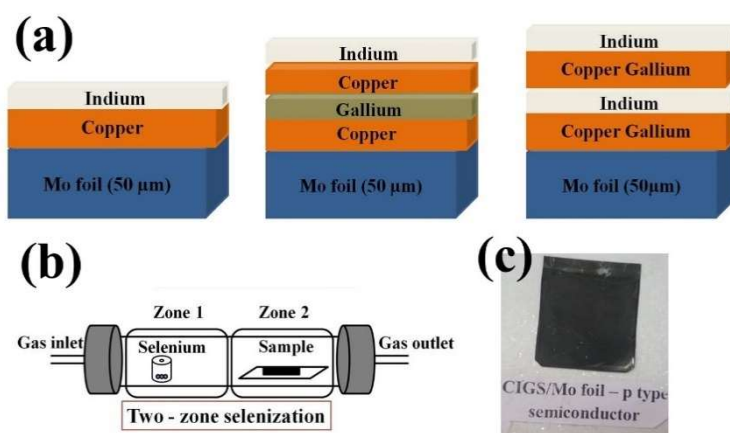 (a)
Indium
Copper
Mo foil (50 µm)
Indium
Copper
Gallium
Copper
Mo foil (50 µm)
Indium
Copper Gallium
Indium
Copper Gallium
Mo foil (50µm)
(b)
Zone 1
Zone 2
Gas inlet
Selenium
Sample
Gas outlet
Two - zone selenization
(c)
CIGS/Mo foil – p type
semiconductor